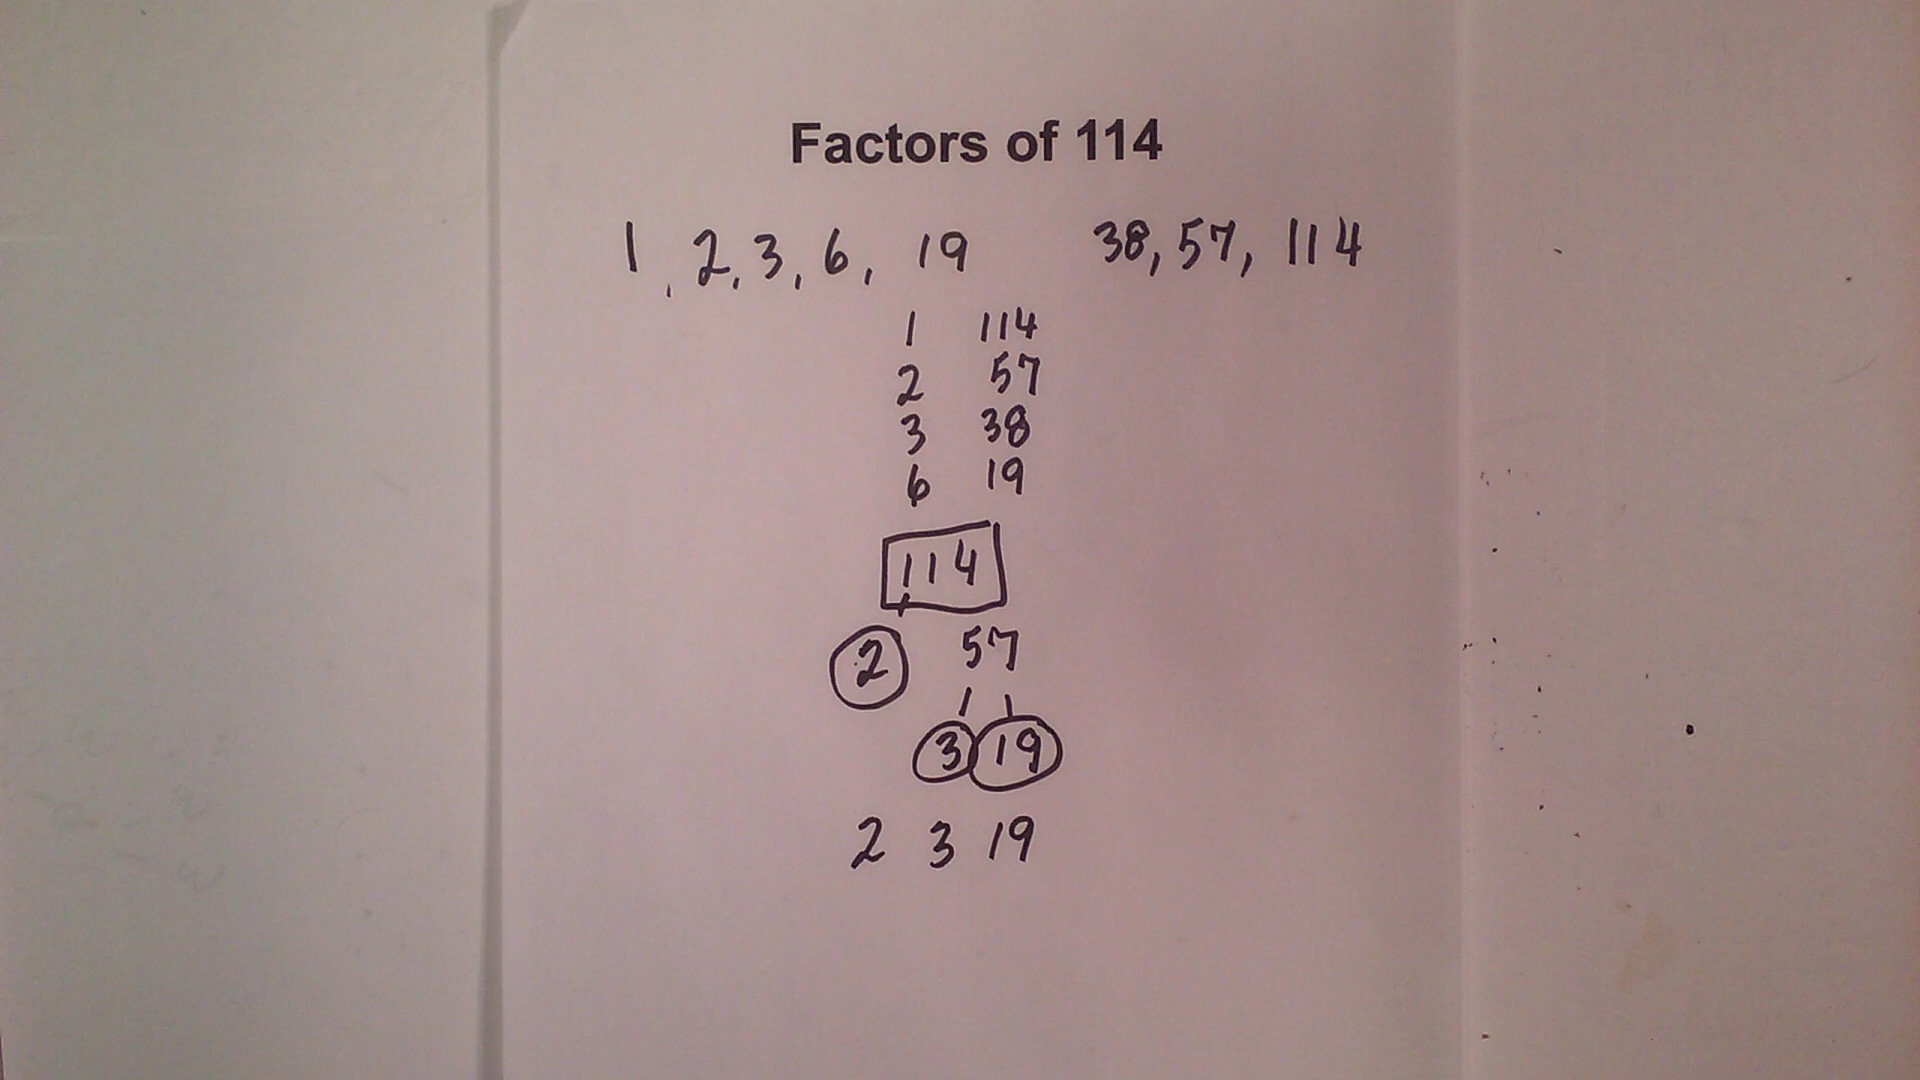 Factors of 114
1, 2, 3, 6, 19 38, 57, 114
1 114
2 57
3 38
6 19
114
2 57
3 19
2 3 19